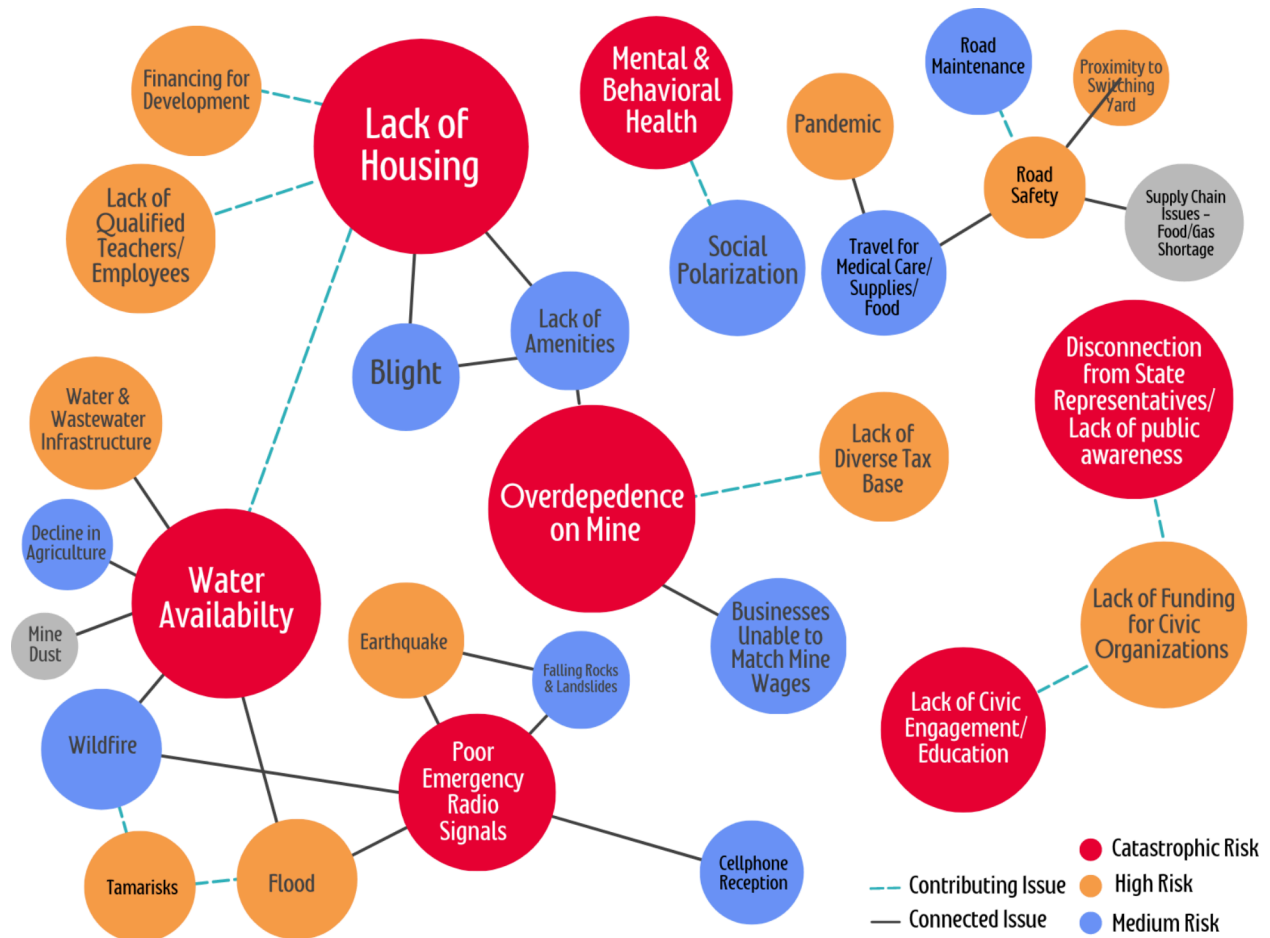 Financing for
Development
Lack of
Housing
Lack of
Qualified
Teachers/
Employees
Mental &
Behavioral
Health
Social
Polarization
Pandemic
Road
Maintenance
Proximity to
Switching
Yard
Road
Safety
Supply Chain
Issues –
Food/Gas
Shortage
Travel for
Medical Care/
Supplies/
Food
Blight
Lack of
Amenities
Disconnection
from State
Representatives/
Lack of public
awareness
Water &
Wastewater
Infrastructure
Decline in
Agriculture
Mine
Dust
Water
Availabilty
Overdepedence
on Mine
Lack of
Diverse Tax
Base
Businesses
Unable to
Match Mine
Wages
Lack of Funding
for Civic
Organizations
Lack of Civic
Engagement/
Education
Earthquake
Falling Rocks
& Landslides
Wildfire
Poor
Emergency
Radio
Signals
Tamarisks
Flood
Cellphone
Reception
Contributing Issue
Connected Issue
Catastrophic Risk
High Risk
Medium Risk